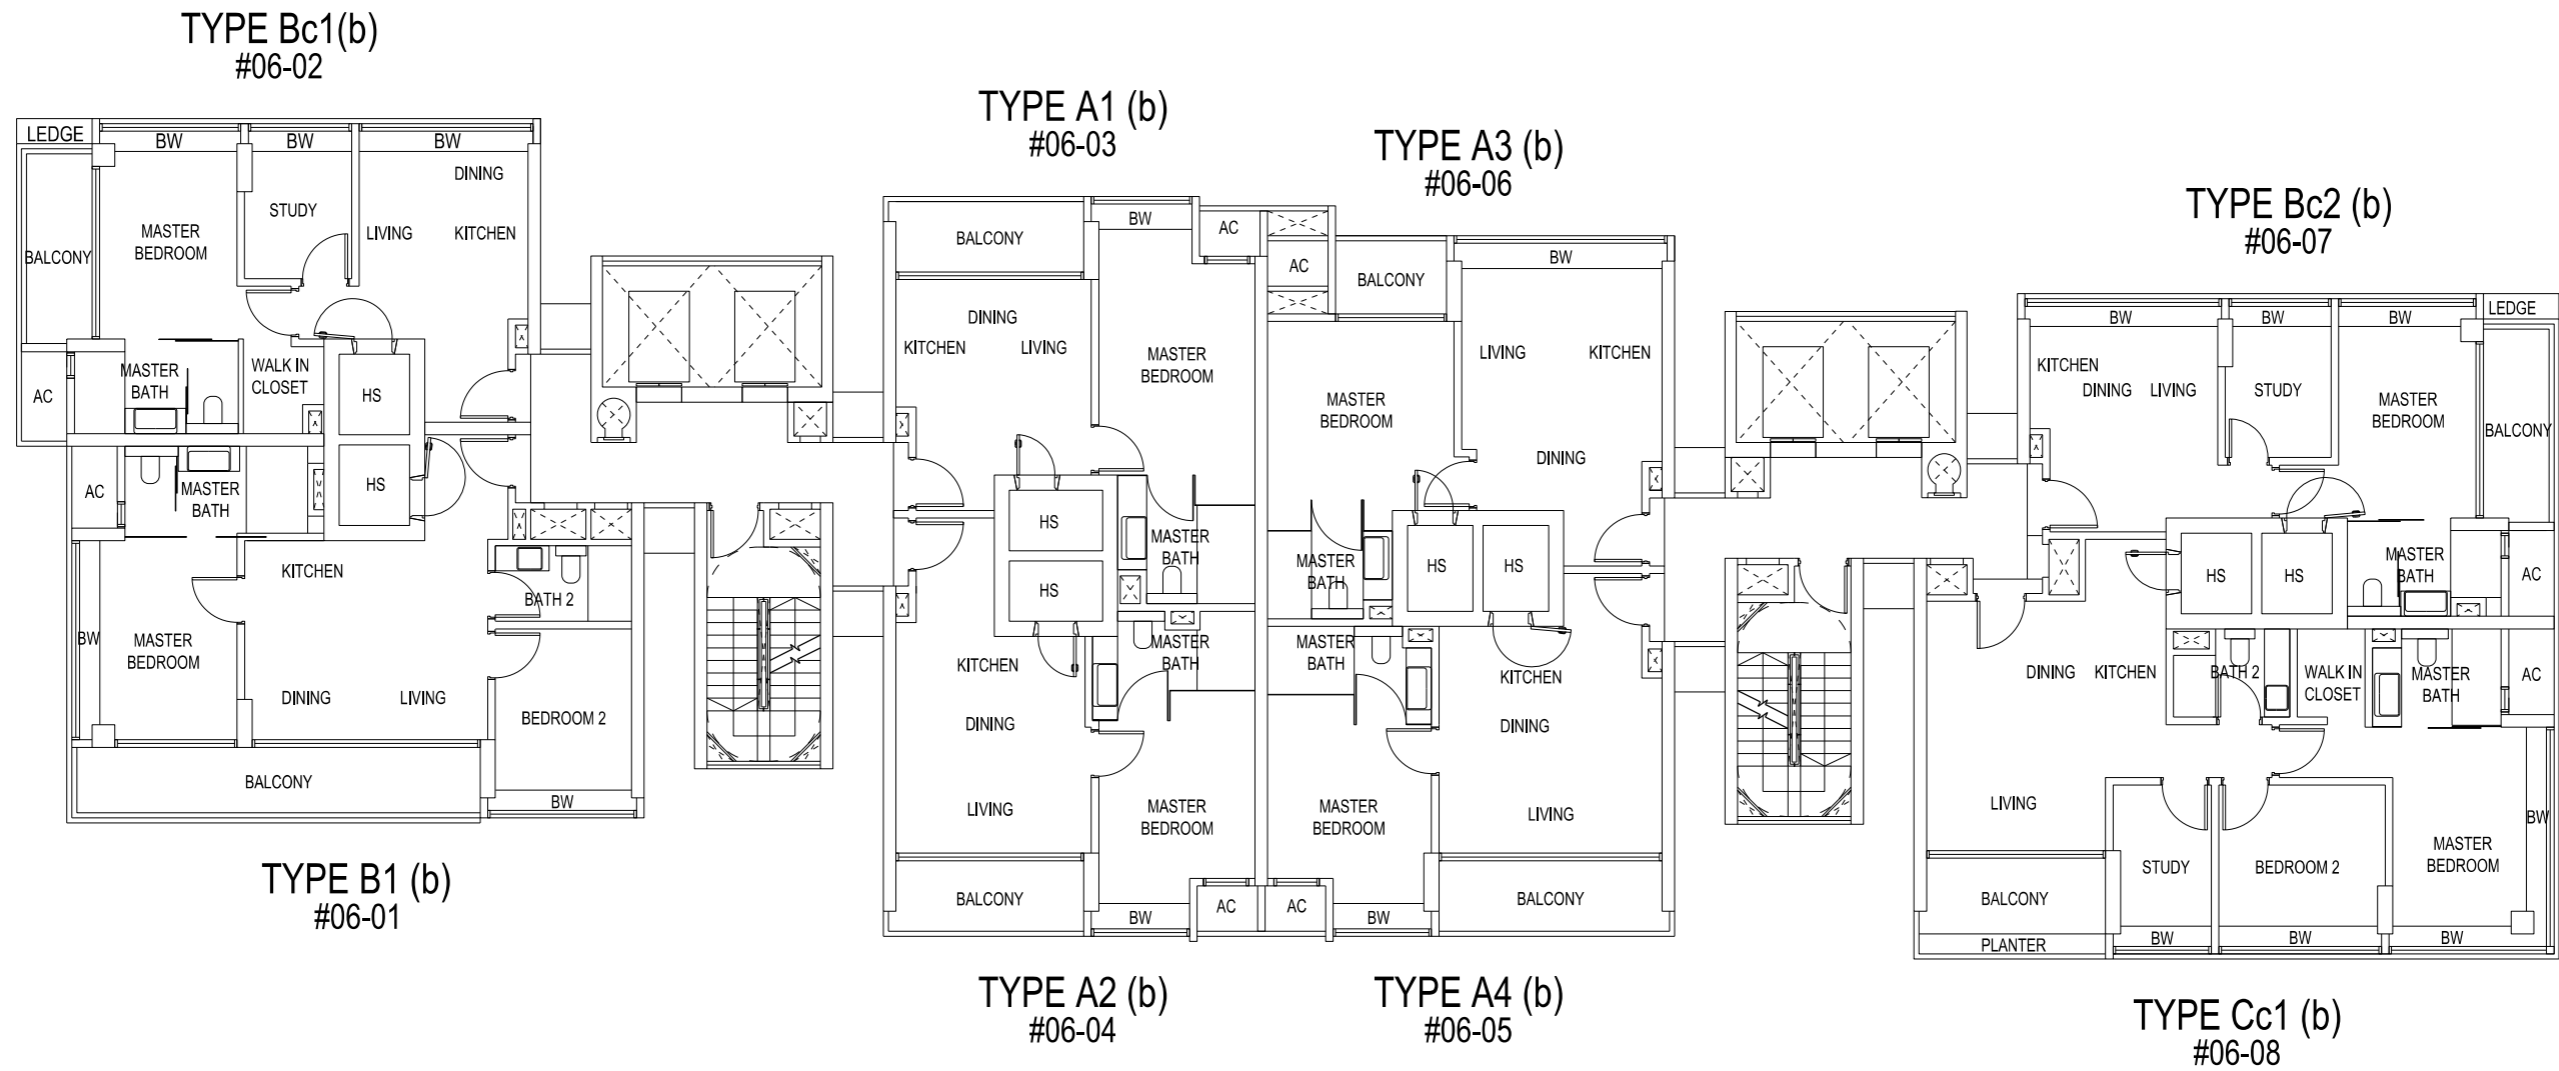 TYPE Bc1(b)
#06-02
LEDGE
BW
BW
BW
DINING
STUDY
MASTER
BEDROOM
LIVING
KITCHEN
BALCONY
MASTER
BATH
WALK IN
CLOSET
AC
HS
HS
AC
MASTER
BATH
KITCHEN
BATH 2
BW
MASTER
BEDROOM
DINING
LIVING
BEDROOM 2
BALCONY
BW
TYPE B1 (b)
#06-01
TYPE A1 (b)
#06-03
BALCONY
BW
AC
DINING
KITCHEN
LIVING
MASTER
BEDROOM
HS
MASTER
BATH
HS
MASTER
BATH
KITCHEN
DINING
LIVING
MASTER
BEDROOM
BALCONY
BW
AC
TYPE A2 (b)
#06-04
TYPE A3 (b)
#06-06
AC
BALCONY
BW
LIVING
KITCHEN
MASTER
BEDROOM
DINING
MASTER
BATH
HS
HS
MASTER
BATH
KITCHEN
DINING
MASTER
BEDROOM
LIVING
AC
BW
BALCONY
TYPE A4 (b)
#06-05
TYPE Bc2 (b)
#06-07
LEDGE
BW
BW
BW
KITCHEN
DINING
LIVING
STUDY
MASTER
BEDROOM
BALCONY
HS
HS
MASTER
BATH
AC
DINING
KITCHEN
BATH 2
WALK IN
CLOSET
MASTER
BATH
AC
LIVING
BW
STUDY
BEDROOM 2
MASTER
BEDROOM
BALCONY
PLANTER
BW
BW
BW
TYPE Cc1 (b)
#06-08